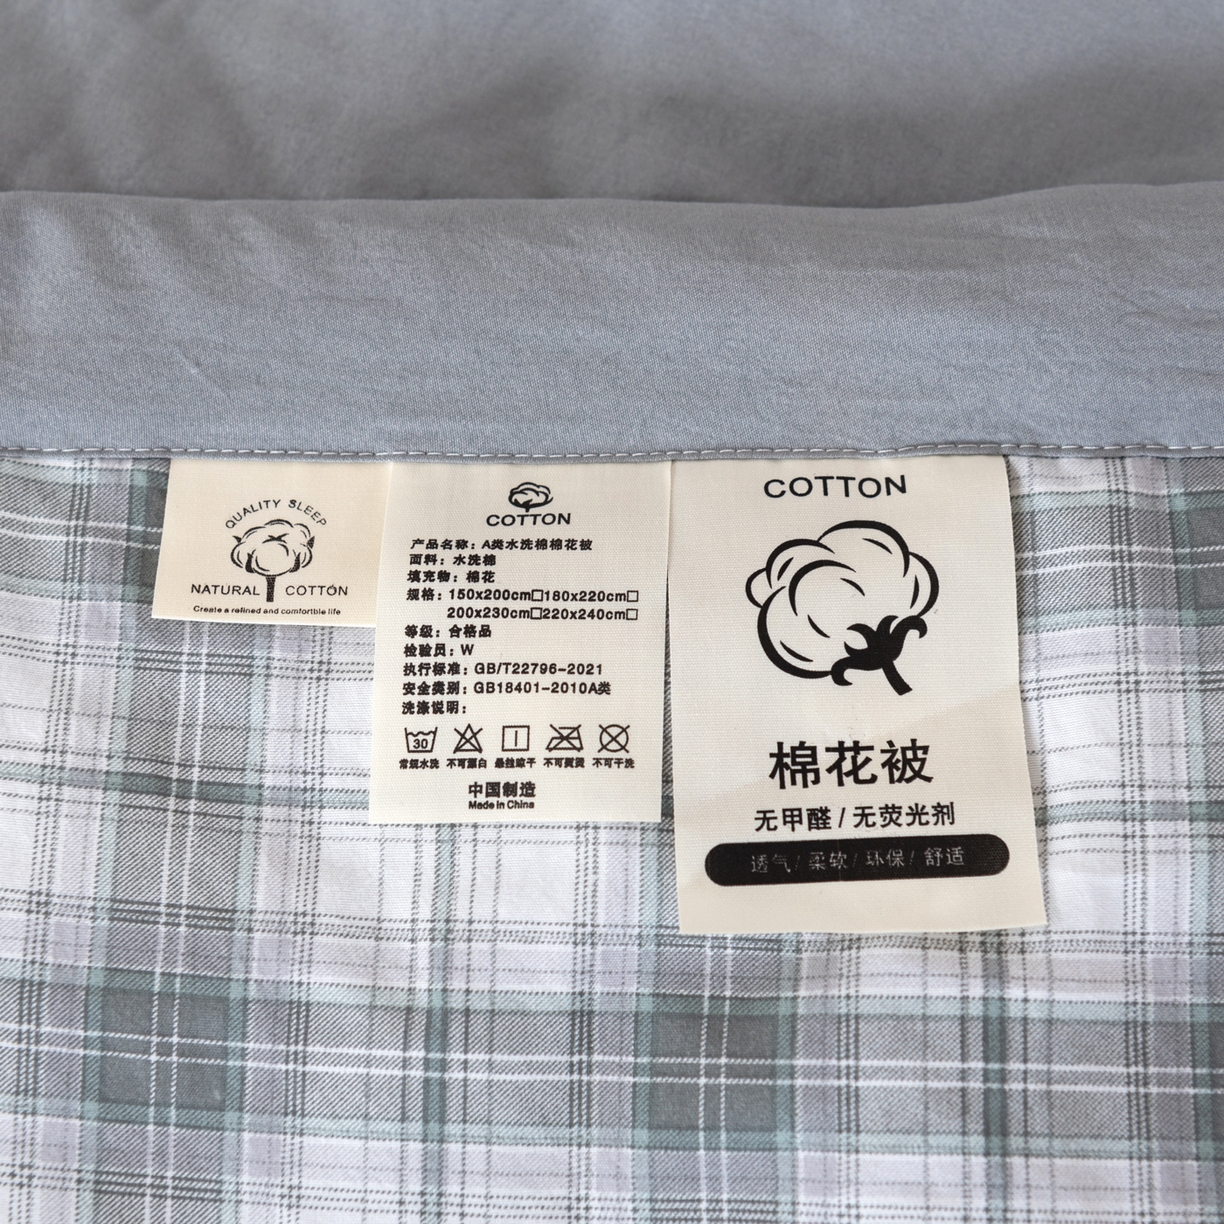 QUALITY SLEEP
NATURAL COTTON
Create a refined and comfortble life
COTTON
产品名称：A类水洗棉棉花被
面料：水洗棉
填充物：棉花
规格：150x200cm□180x220cm□
200x230cm□220x240cm□
等级：合格品
检验员：W
执行标准：GB/T22796-2021
安全类别：GB18401-2010A类
洗涤说明：
30
常规水洗 不可漂白 悬挂晾干 不可熨烫 不可干洗
中国制造
Made in China
COTTON
棉花被
无甲醛/无荧光剂
透气/柔软/环保/舒适